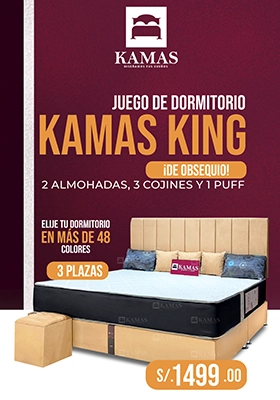 KAMAS
DISEÑAMOS TUS SUEÑOS
JUEGO DE DORMITORIO
KAMAS KING
¡DE OBSEQUIO!
2 ALMOHADAS, 3 COJINES Y 1 PUFF
ELIJE TU DORMITORIO
EN MÁS DE 48
COLORES
3 PLAZAS
KAMAS
S/.1499.00